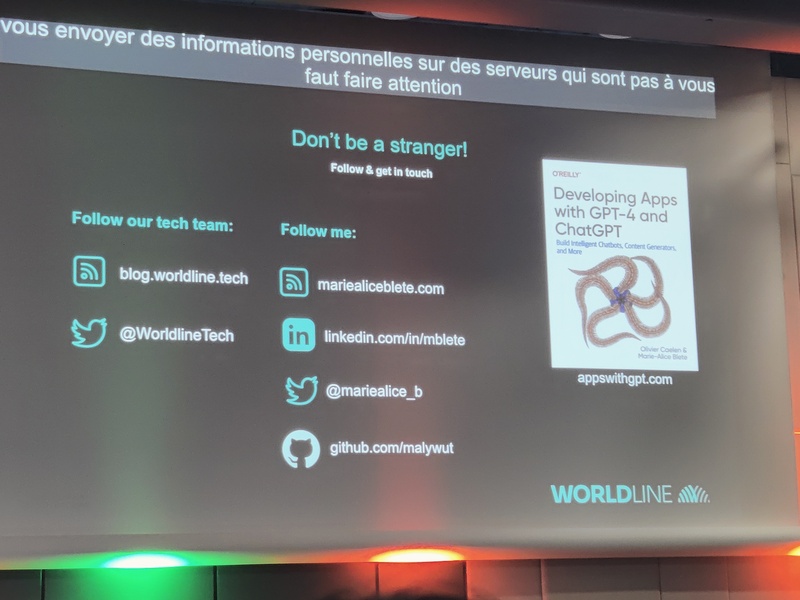 vous envoyer des informations personnelles sur des serveurs qui sont pas à vous
faut faire attention
Don't be a stranger!
Follow & get in touch
Follow our tech team:
blog.worldline.tech
@WorldlineTech
Follow me:
mariealiceblete.com
in
linkedin.com/in/mblete
@mariealice_b
github.com/malywut
O'REILLY
Developing Apps
with GPT-4 and
ChatGPT
Build Intelligent Chatbots, Content Generators,
and More
Olivier Caelen &
Marie-Alice Blete
appswithgpt.com
WORLDLINE